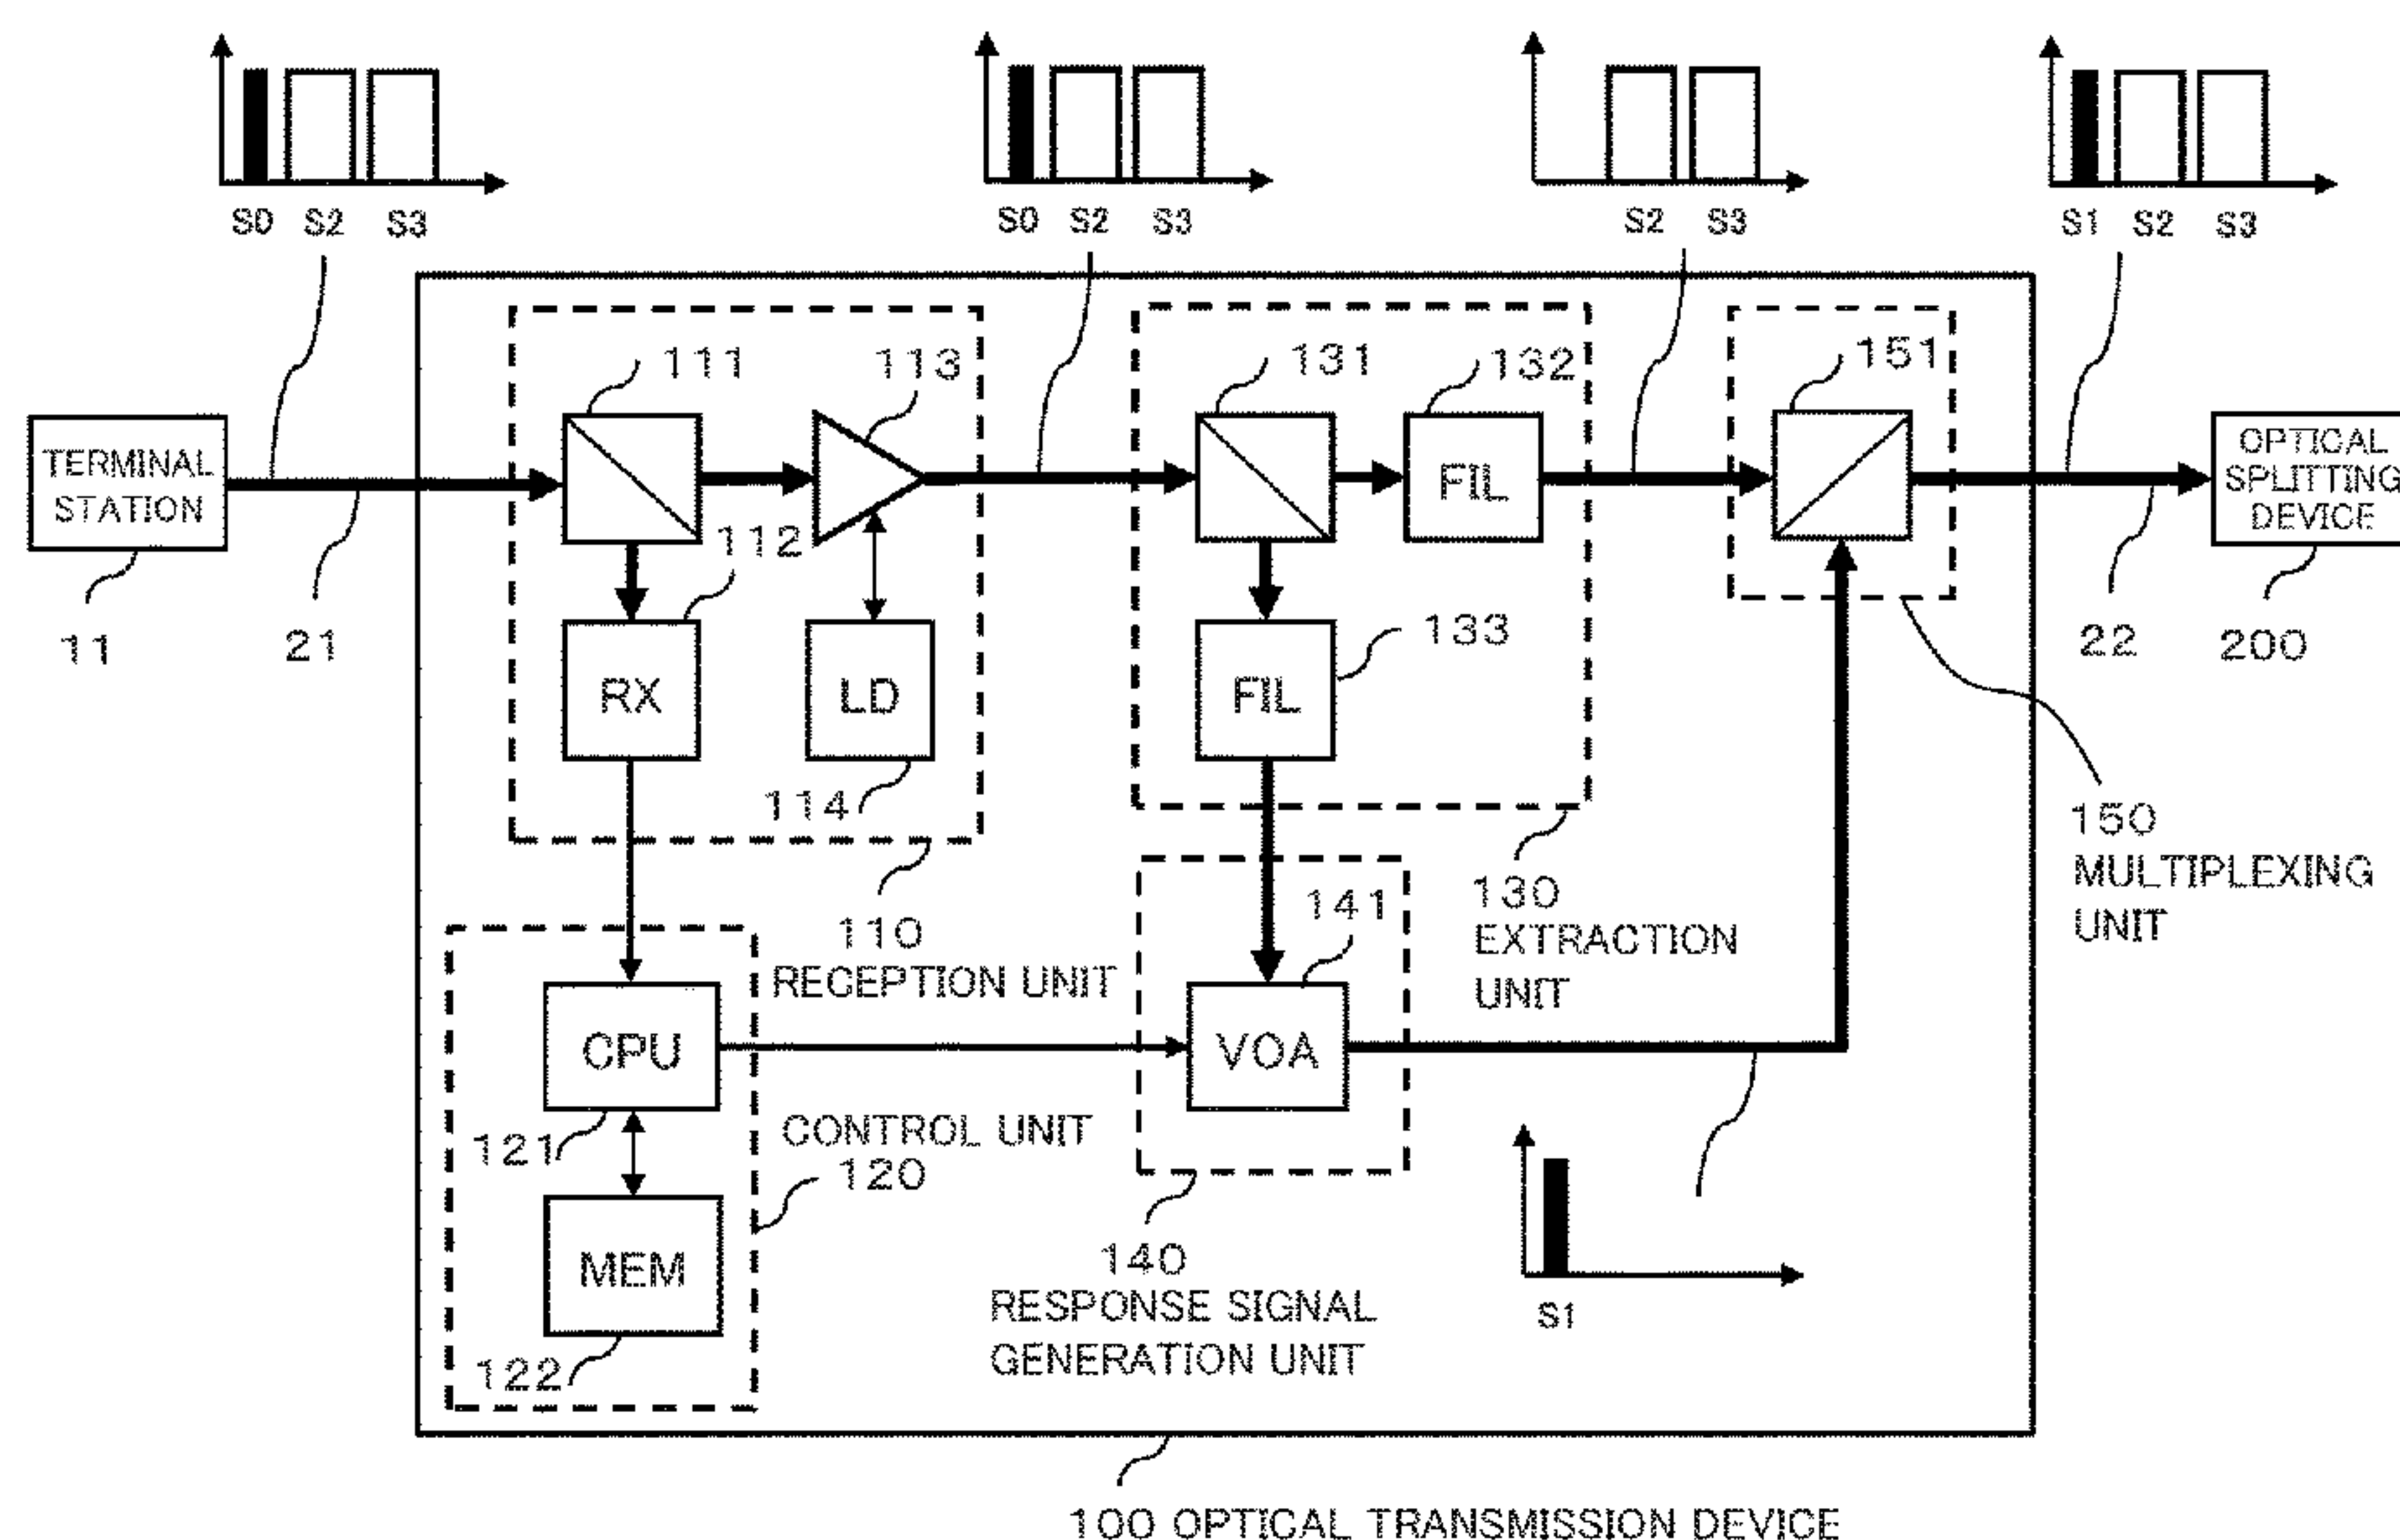 S0 S2 S3
S0 S2 S3
S2 S3
S1 S2 S3
111
113
131
132
151
TERMINAL
STATION
FIL
OPTICAL
SPLITTING
DEVICE
112
11
21
RX
LD
FIL
133
22
200
114
110
RECEPTION UNIT
130
EXTRACTION
UNIT
150
MULTIPLEXING
UNIT
141
CPU
VOA
121
CONTROL UNIT
120
MEM
122
140
RESPONSE SIGNAL
GENERATION UNIT
S1
100 OPTICAL TRANSMISSION DEVICE